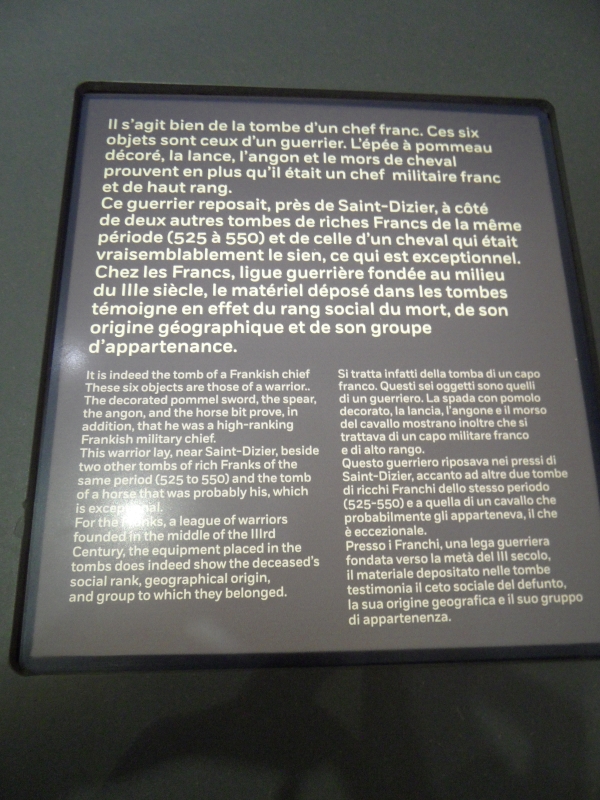 Il s'agit bien de la tombe d'un chef franc. Ces six
objets sont ceux d'un guerrier. L'épée à pommeau
décoré, la lance, l'angon et le mors de cheval
prouvent en plus qu'il était un chef militaire franc
et de haut rang.
Ce guerrier reposait, près de Saint-Dizier, à côté
de deux autres tombes de riches Francs de la même
période (525 à 550) et de celle d'un cheval qui était
vraisemblablement le sien, ce qui est exceptionnel.
Chez les Francs, ligue guerrière fondée au milieu
du IIIe siècle, le matériel déposé dans les tombes
témoigne en effet du rang social du mort, de son
origine géographique et de son groupe
d'appartenance.
It is indeed the tomb of a Frankish chief
These six objects are those of a warrior..
The decorated pommel sword, the spear,
the angon, and the horse bit prove, in
addition, that he was a high-ranking
Frankish military chief.
This warrior lay, near Saint-Dizier, beside
two other tombs of rich Franks of the
same period (525 to 550) and the tomb
of a horse that was probably his, which
is exceptional.
For the Franks, a league of warriors
founded in the middle of the IIIrd
Century, the equipment placed in the
tombs does indeed show the deceased's
social rank, geographical origin,
and group to which they belonged.
Si tratta infatti della tomba di un capo
franco. Questi sei oggetti sono quelli
di un guerriero. La spada con pomolo
decorato, la lancia, l'angone e il morso
del cavallo mostrano inoltre che si
trattava di un capo militare franco
e di alto rango.
Questo guerriero riposava nei pressi di
Saint-Dizier, accanto ad altre due tombe
di ricchi Franchi dello stesso periodo
(525-550) e a quella di un cavallo che
probabilmente gli apparteneva, il che
è eccezionale.
Presso i Franchi, una lega guerriera
fondata verso la metà del III secolo,
il materiale depositato nelle tombe
testimonia il ceto sociale del defunto,
la sua origine geografica e il suo gruppo
di appartenenza.